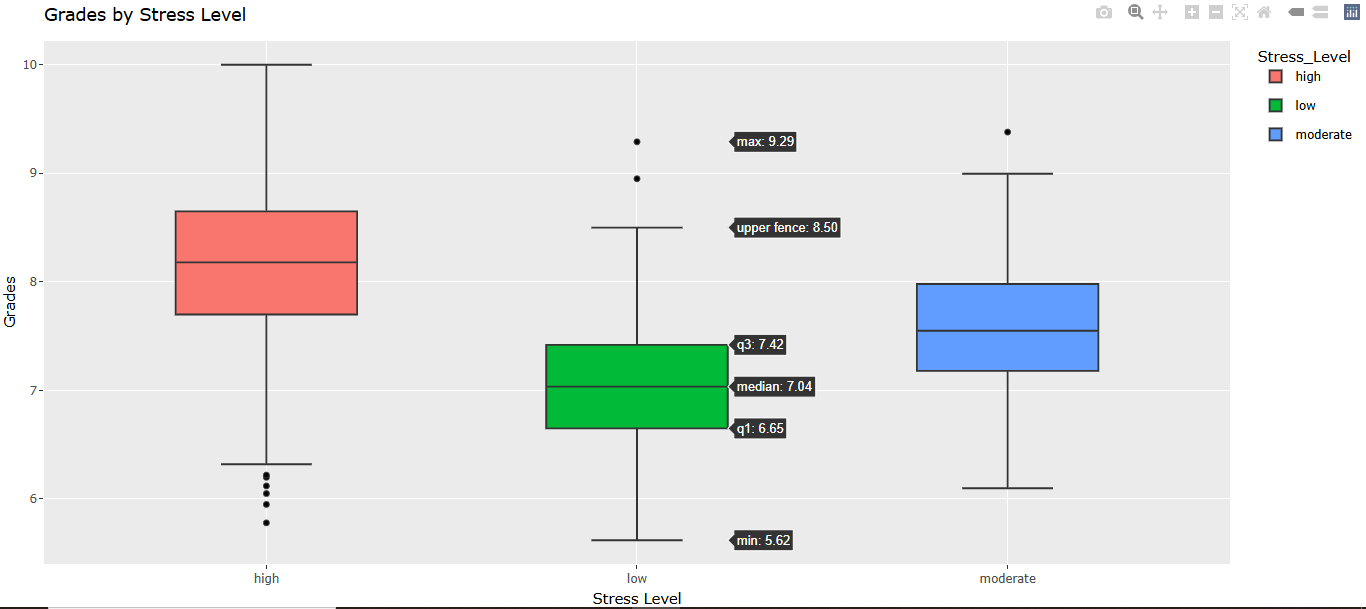 Grades by Stress Level
Stress_Level
high
low
moderate
10
9
8
7
6
Grades
max: 9.29
upper fence: 8.50
q3: 7.42
median: 7.04
q1: 6.65
min: 5.62
high
low
moderate
Stress Level